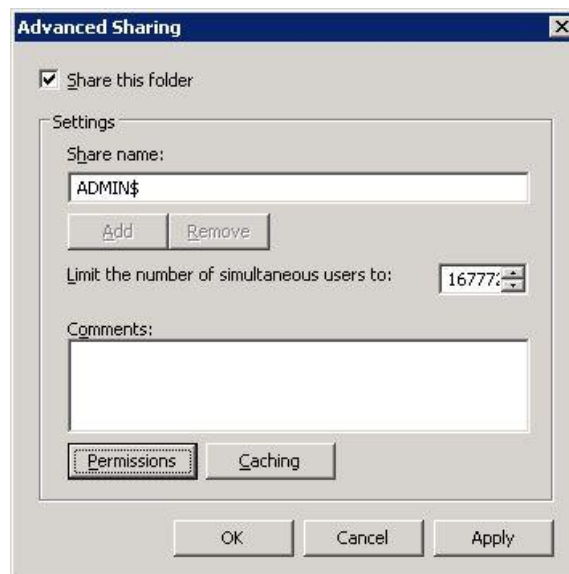 Advanced Sharing
Share this folder
Settings
Share name:
ADMIN$
Add Remove
Limit the number of simultaneous users to: 167772
Comments:
Permissions Caching
OK Cancel Apply